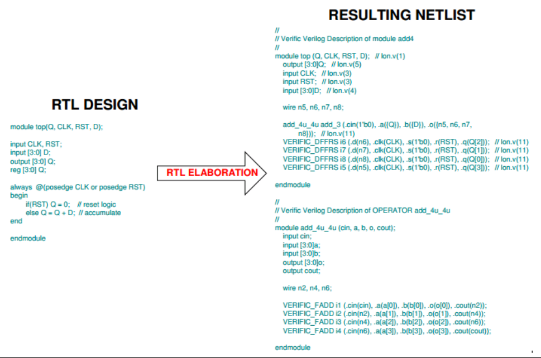 RTL DESIGN
module top(Q, CLK, RST, D);
input CLK, RST;
input [3:0] D;
output [3:0] Q;
reg [3:0] Q;
always @(posedge CLK or posedge RST)
begin
if(RST) Q = 0; // reset logic
else Q = Q + D; // accumulate
end
endmodule
RTL ELABORATION
RESULTING NETLIST
//
// Verific Verilog Description of module add4
//
module top (Q, CLK, RST, D); // lon.v(1)
output [3:0]Q; // lon.v(5)
input CLK; // lon.v(3)
input RST; // lon.v(3)
input [3:0]D; // lon.v(4)
wire n5, n6, n7, n8;
add_4u_4u add_3 (.cin(1'b0), .a({Q}), .b({D}), .o({n5, n6, n7,
n8})); // lon.v(11)
VERIFIC_DFFRS i6 (.d(n6), .clk(CLK), .s(1'b0), .r(RST), .q(Q[2])); // lon.v(11)
VERIFIC_DFFRS i7 (.d(n7), .clk(CLK), .s(1'b0), .r(RST), .q(Q[1])); // lon.v(11)
VERIFIC_DFFRS i8 (.d(n8), .clk(CLK), .s(1'b0), .r(RST), .q(Q[0])); // lon.v(11)
VERIFIC_DFFRS i5 (.d(n5), .clk(CLK), .s(1'b0), .r(RST), .q(Q[3])); // lon.v(11)
endmodule
//
// Verific Verilog Description of OPERATOR add_4u_4u
//
module add_4u_4u (cin, a, b, o, cout);
input cin;
input [3:0]a;
input [3:0]b;
output [3:0]o;
output cout;
wire n2, n4, n6;
VERIFIC_FADD i1 (.cin(cin), .a(a[0]), .b(b[0]), .o(o[0]), .cout(n2));
VERIFIC_FADD i2 (.cin(n2), .a(a[1]), .b(b[1]), .o(o[1]), .cout(n4));
VERIFIC_FADD i3 (.cin(n4), .a(a[2]), .b(b[2]), .o(o[2]), .cout(n6));
VERIFIC_FADD i4 (.cin(n6), .a(a[3]), .b(b[3]), .o(o[3]), .cout(cout));
endmodule